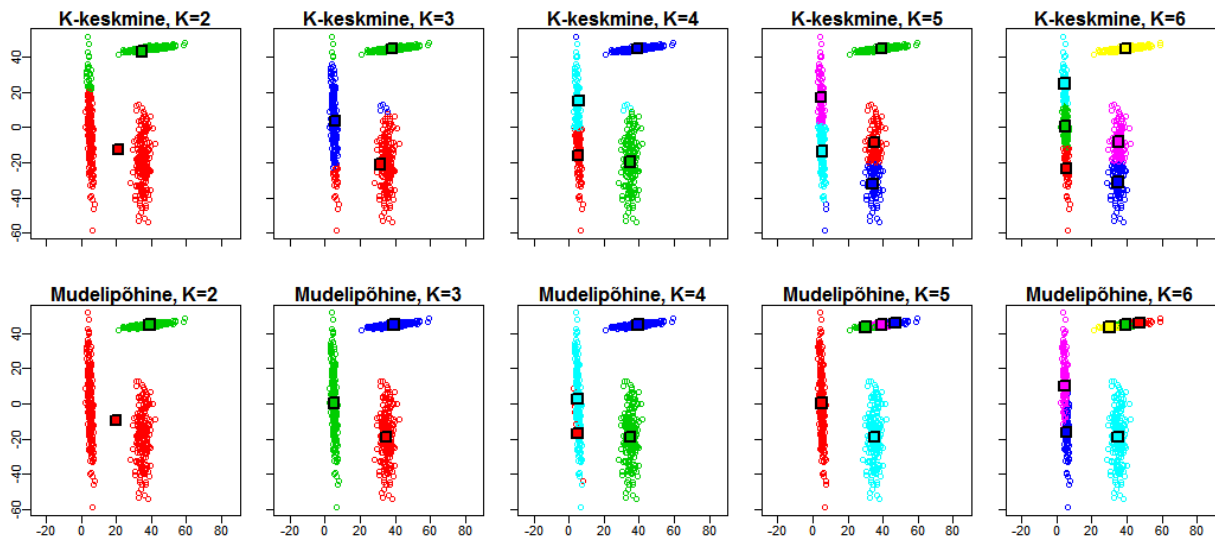 K-keskmine, K=2
K-keskmine, K=3
K-keskmine, K=4
K-keskmine, K=5
K-keskmine, K=6
40
20
0
-20
-60
Mudelipõhine, K=2
Mudelipõhine, K=3
Mudelipõhine, K=4
Mudelipõhine, K=5
Mudelipõhine, K=6
40
20
0
-20
-60
-20 0 20 40 60 80
-20 0 20 40 60 80
-20 0 20 40 60 80
-20 0 20 40 60 80
-20 0 20 40 60 80